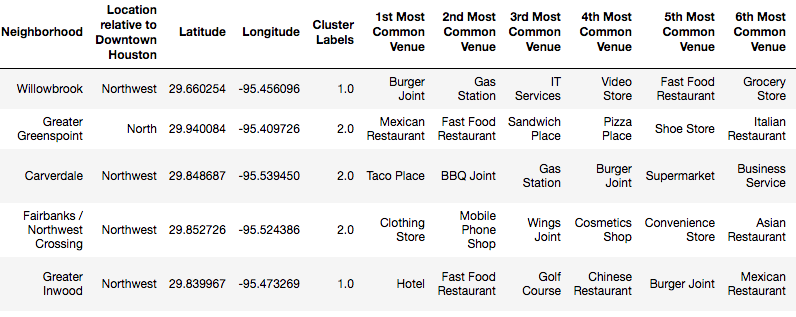 Neighborhood Location relative to Downtown Houston Latitude Longitude Cluster Labels 1st Most Common Venue 2nd Most Common Venue 3rd Most Common Venue 4th Most Common Venue 5th Most Common Venue 6th Most Common Venue
Willowbrook Northwest 29.660254 -95.456096 1.0 Burger Joint Gas Station IT Services Video Store Fast Food Restaurant Grocery Store
Greater Greenspoint North 29.940084 -95.409726 2.0 Mexican Restaurant Fast Food Restaurant Sandwich Place Pizza Place Shoe Store Italian Restaurant
Carverdale Northwest 29.848687 -95.539450 2.0 Taco Place BBQ Joint Gas Station Burger Joint Supermarket Business Service
Fairbanks / Northwest Crossing Northwest 29.852726 -95.524386 2.0 Clothing Store Mobile Phone Shop Wings Joint Cosmetics Shop Convenience Store Asian Restaurant
Greater Inwood Northwest 29.839967 -95.473269 1.0 Hotel Fast Food Restaurant Golf Course Chinese Restaurant Burger Joint Mexican Restaurant